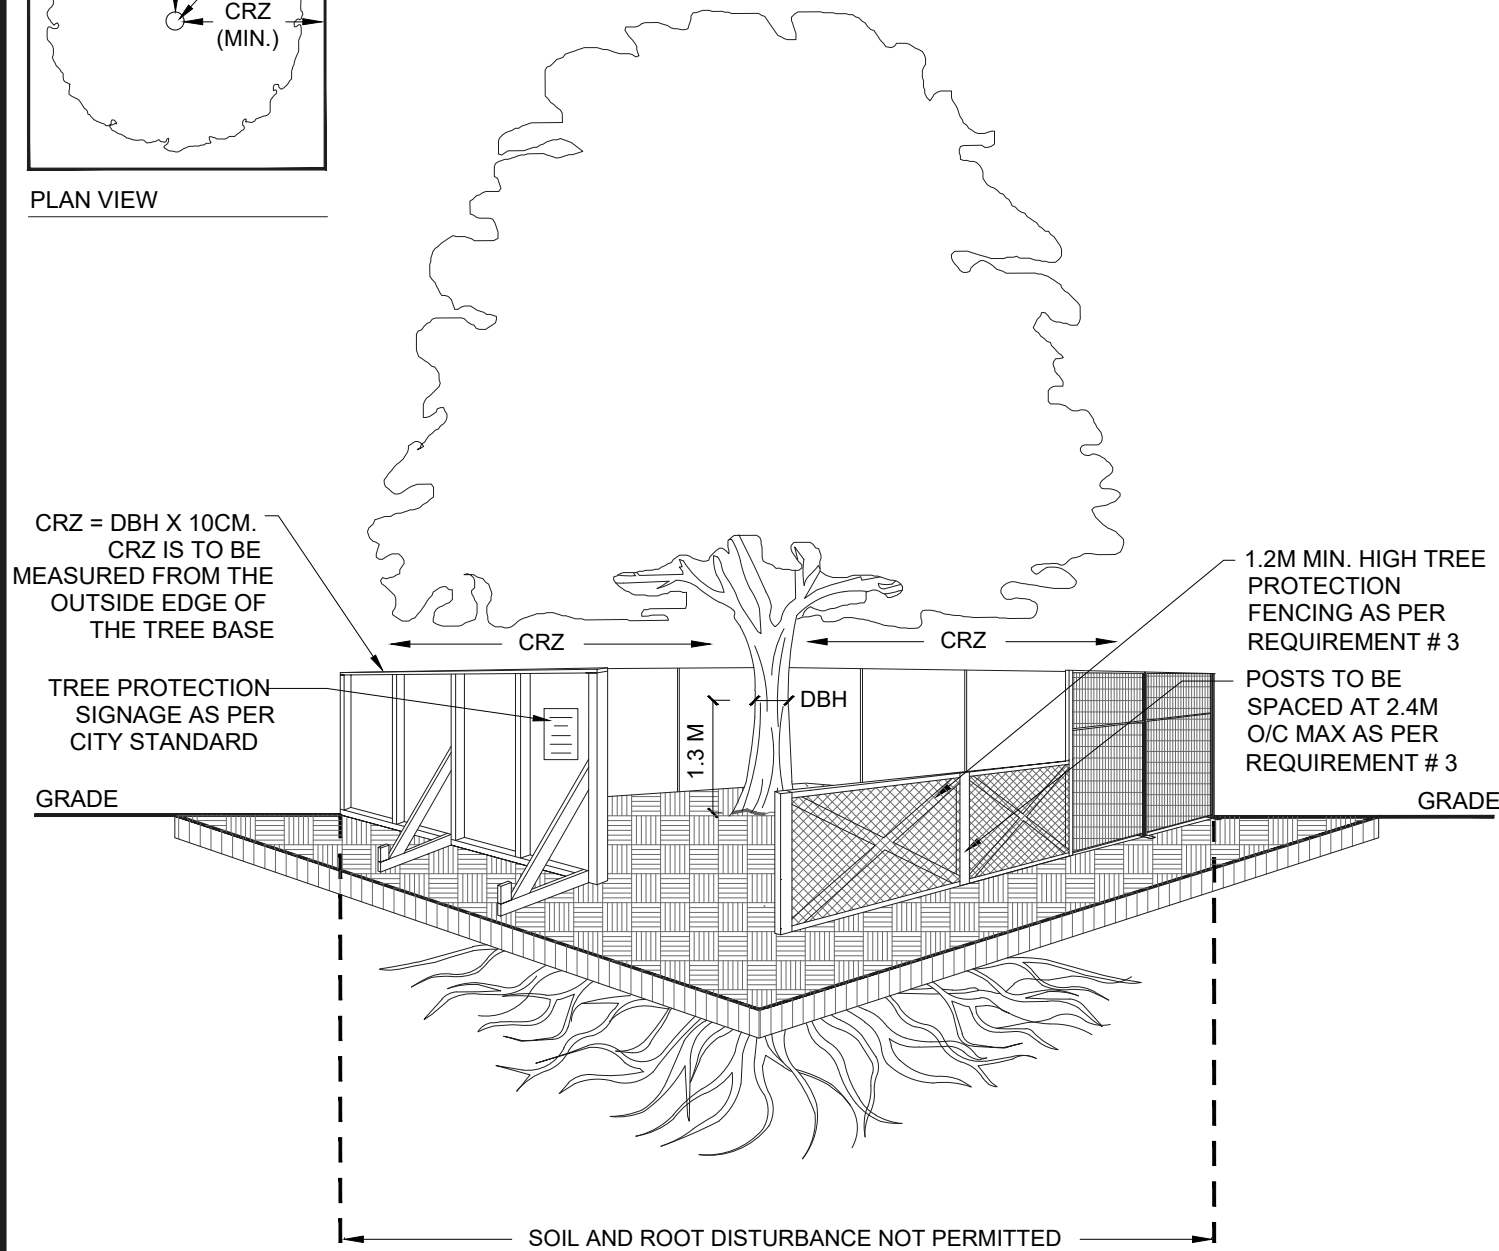 CRZ
(MIN.)
PLAN VIEW
CRZ = DBH X 10CM.
CRZ IS TO BE
MEASURED FROM THE
OUTSIDE EDGE OF
THE TREE BASE
TREE PROTECTION
SIGNAGE AS PER
CITY STANDARD
GRADE
CRZ
CRZ
DBH
1.3 M
1.2M MIN. HIGH TREE
PROTECTION
FENCING AS PER
REQUIREMENT # 3
POSTS TO BE
SPACED AT 2.4M
O/C MAX AS PER
REQUIREMENT # 3
GRADE
SOIL AND ROOT DISTURBANCE NOT PERMITTED